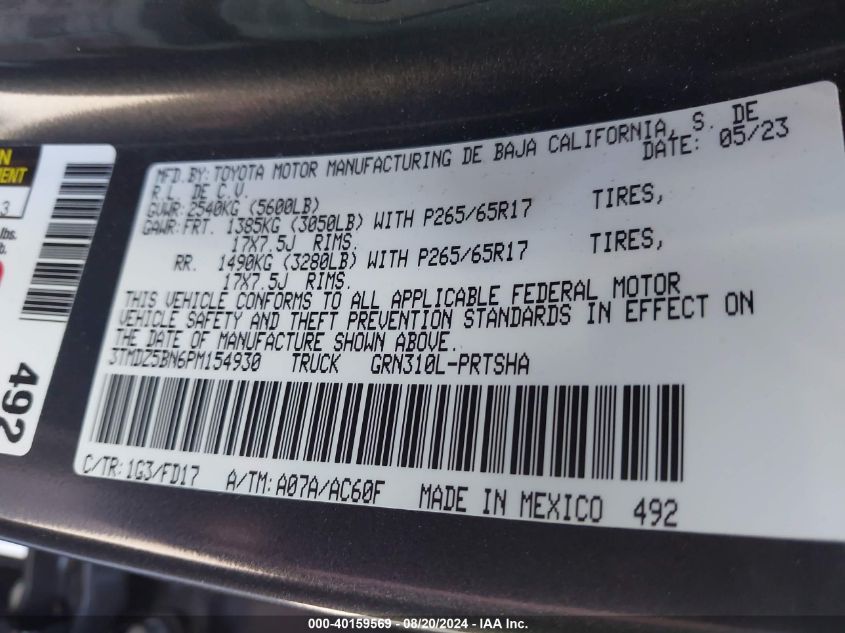 MFD.BY: TOYOTA MOTOR MANUFACTURING DE BAJA CALIFORNIA, S. DE
R.L. DE C.V. DATE: 05/23
GVWR: 2540KG (5600LB)
GAWR: FRT. 1385KG (3050LB) WITH P265/65R17 TIRES,
17X7.5J RIMS.
RR. 1490KG (3280LB) WITH P265/65R17 TIRES,
17X7.5J RIMS.
THIS VEHICLE CONFORMS TO ALL APPLICABLE FEDERAL MOTOR
VEHICLE SAFETY AND THEFT PREVENTION STANDARDS IN EFFECT ON
THE DATE OF MANUFACTURE SHOWN ABOVE.
3TMDZ5BN6PM154930 TRUCK GRN310L-PRTSHA
C/TR: 1G3/FD17 A/TM: A07A/AC60F MADE IN MEXICO 492
3
lbs.
492
000-40159569 - 08/20/2024 - IAA Inc.